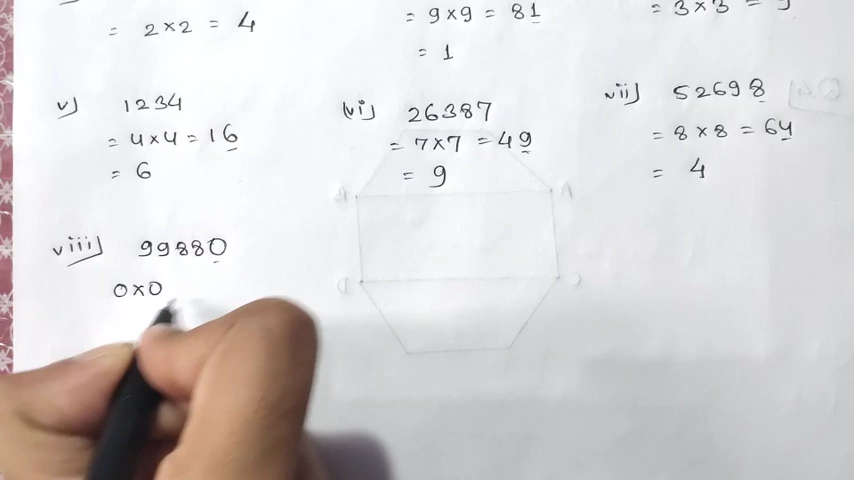 = 2×2 = 4
= 9×9 = 81
= 1
= 3×3 =
v) 1234
= 4×4 = 16
= 6
(vi) 26387
= 7×7 = 49
= 9
vii) 52698
= 8×8 = 64
= 4
viii) 99880
0×0